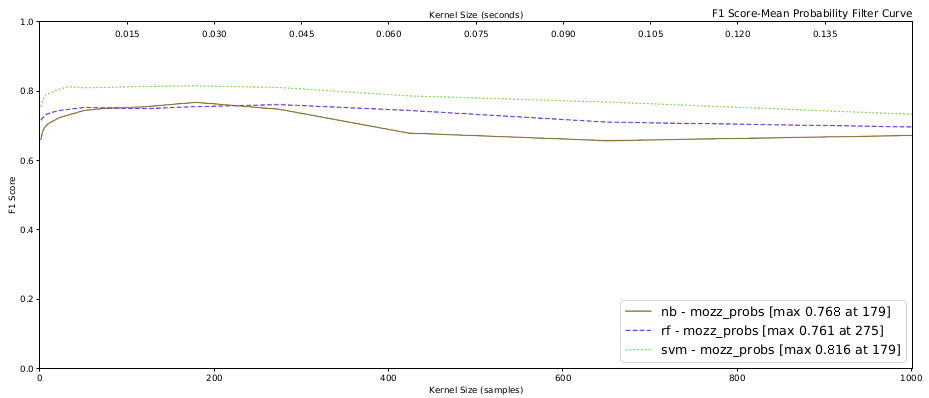 Kernel Size (seconds)
F1 Score-Mean Probability Filter Curve
0.015 0.030 0.045 0.060 0.075 0.090 0.105 0.120 0.135
1.0
0.8
0.6
0.4
0.2
0.0
F1 Score
nb - mozz_probs [max 0.768 at 179]
rf - mozz_probs [max 0.761 at 275]
svm - mozz_probs [max 0.816 at 179]
0 200 400 600 800 1000
Kernel Size (samples)